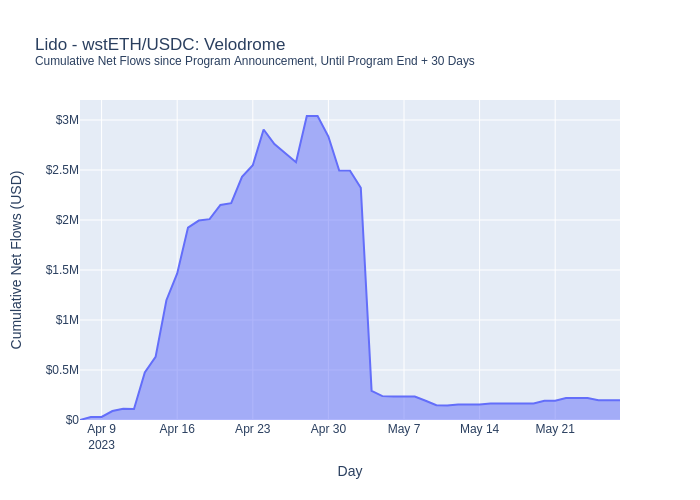 Lido - wstETH/USDC: Velodrome
Cumulative Net Flows since Program Announcement, Until Program End + 30 Days
Cumulative Net Flows (USD)
$3M
$2.5M
$2M
$1.5M
$1M
$0.5M
$0
Apr 9 Apr 16 Apr 23 Apr 30 May 7 May 14 May 21
2023
Day